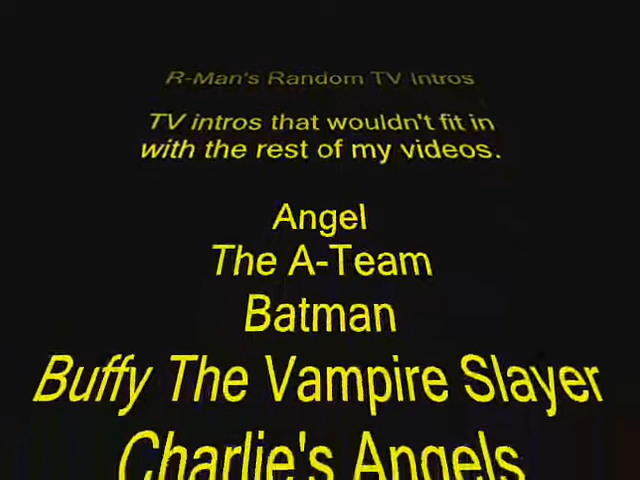 R-Man's Random TV Intros
TV intros that wouldn't fit in
with the rest of my videos.
Angel
The A-Team
Batman
Buffy The Vampire Slayer
Charlie's Angels